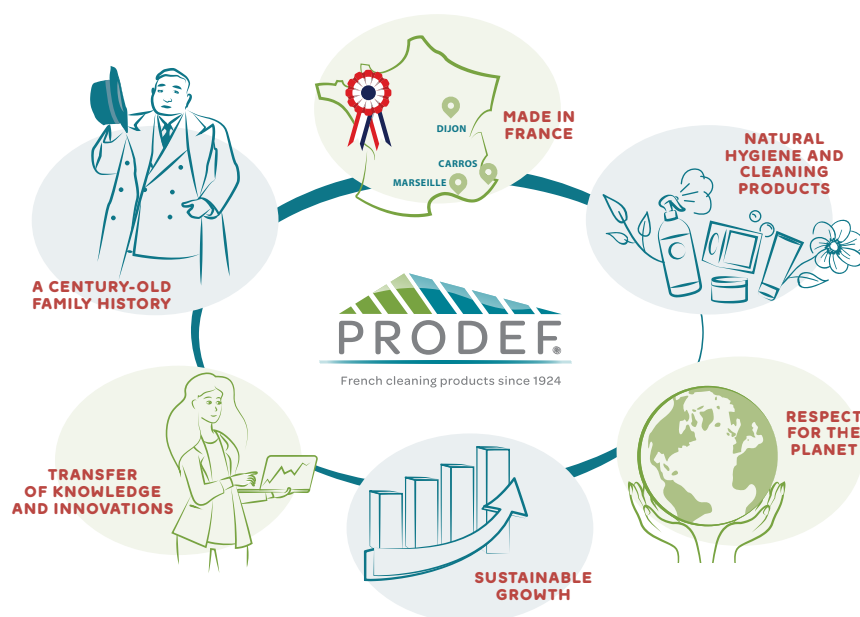 MADE IN
FRANCE
DIJON
CARROS
MARSEILLE
NATURAL
HYGIENE AND
CLEANING
PRODUCTS
A CENTURY-OLD
FAMILY HISTORY
PRODEF
French cleaning products since 1924
RESPECT
FOR THE
PLANET
TRANSFER
OF KNOWLEDGE
AND INNOVATIONS
SUSTAINABLE
GROWTH